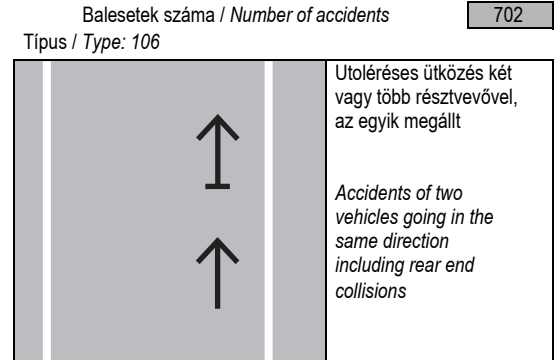 Balesetek száma / Number of accidents 702
Típus / Type: 106
Utoléréses ütközés két
vagy több résztvevővel,
az egyik megállt
Accidents of two
vehicles going in the
same direction
including rear end
collisions